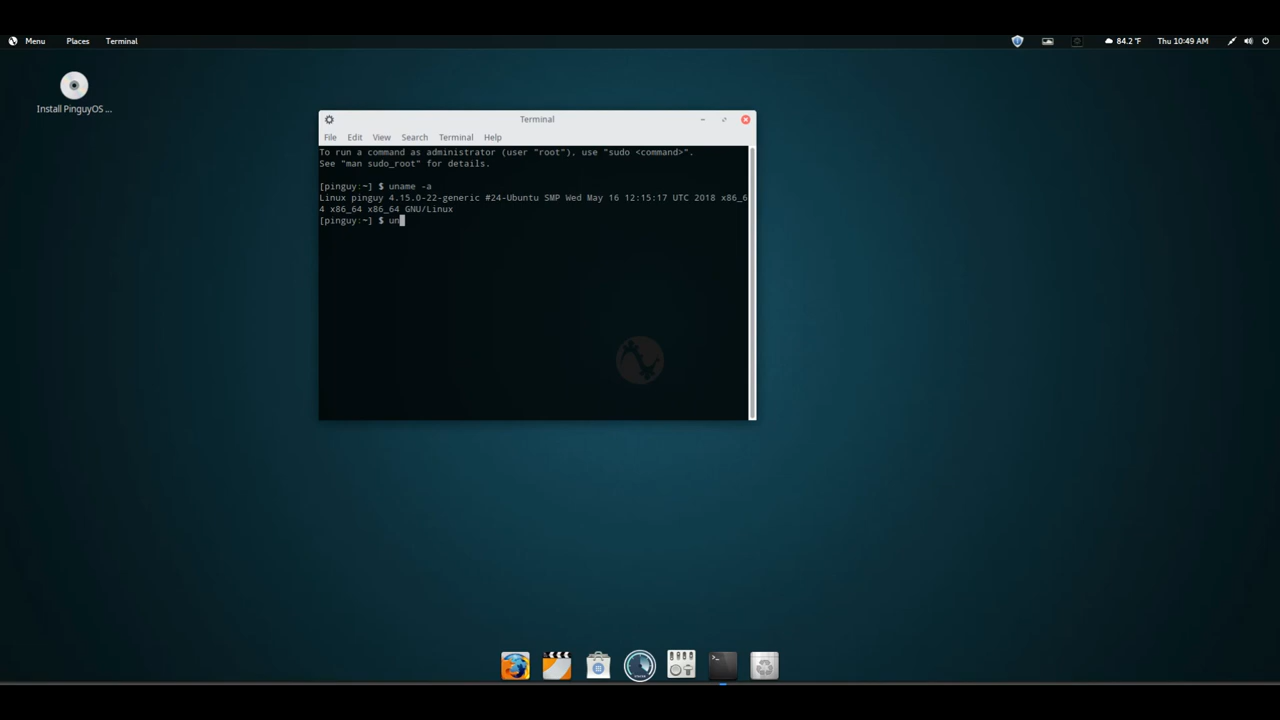 Menu Places Terminal 84.2 °F Thu 10:49 AM
Install PinguyOS ...
Terminal
File Edit View Search Terminal Help
To run a command as administrator (user "root"), use "sudo <command>".
See "man sudo_root" for details.
[pinguy:~] $ uname -a
Linux pinguy 4.15.0-22-generic #24-Ubuntu SMP Wed May 16 12:15:17 UTC 2018 x86_6
4 x86_64 x86_64 GNU/Linux
[pinguy:~] $ un